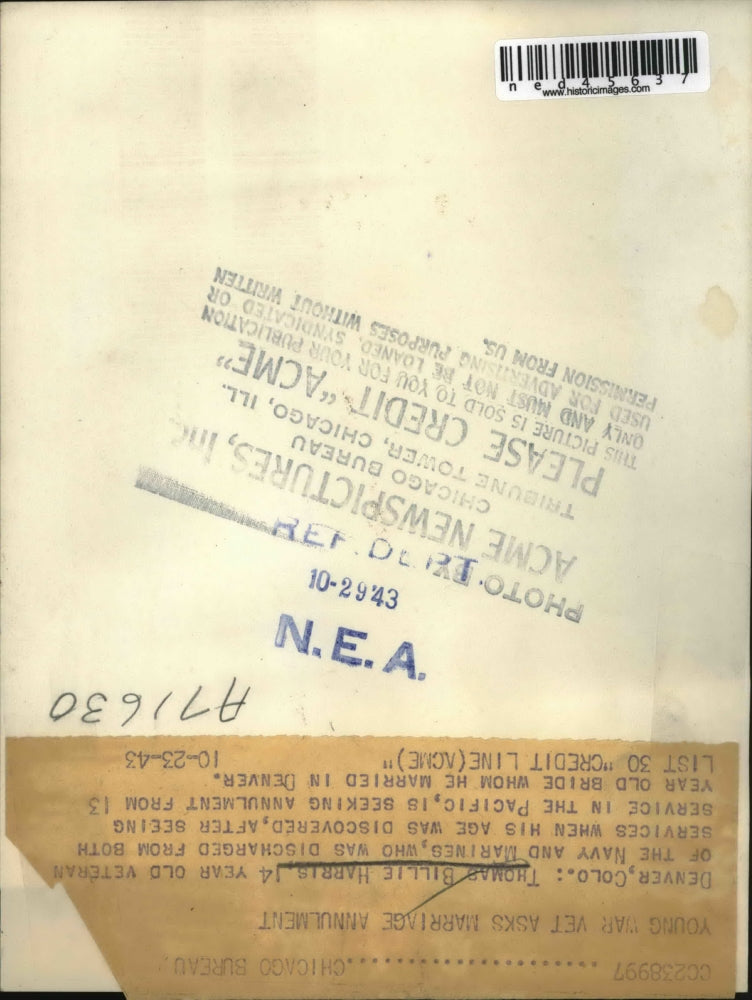 ned45637
www.historicimages.com
PHOTO BY
ACME NEWSPICTURES, Inc.
CHICAGO BUREAU
TRIBUNE TOWER, CHICAGO, ILL.
PLEASE CREDIT “ACME”
THIS PICTURE IS SOLD TO YOU FOR YOUR PUBLICATION
ONLY AND MUST NOT BE LOANED, SYNDICATED OR
USED FOR ADVERTISING PURPOSES WITHOUT WRITTEN
PERMISSION FROM US.
REF. DEPT.
10-29 43
N.E.A.
A71630
CC238997....................CHICAGO BUREAU
YOUNG WAR VET ASKS MARRIAGE ANNULMENT
DENVER,COLO.: THOMAS BILLIE HARRIS 14 YEAR OLD VETERAN
OF THE NAVY AND MARINES,WHO WAS DISCHARGED FROM BOTH
SERVICES WHEN HIS AGE WAS DISCOVERED,AFTER SEEING
SERVICE IN THE PACIFIC,IS SEEKING ANNULMENT FROM 13
YEAR OLD BRIDE WHOM HE MARRIED IN DENVER.
LIST 30 "CREDIT LINE(ACME)" 10-23-43